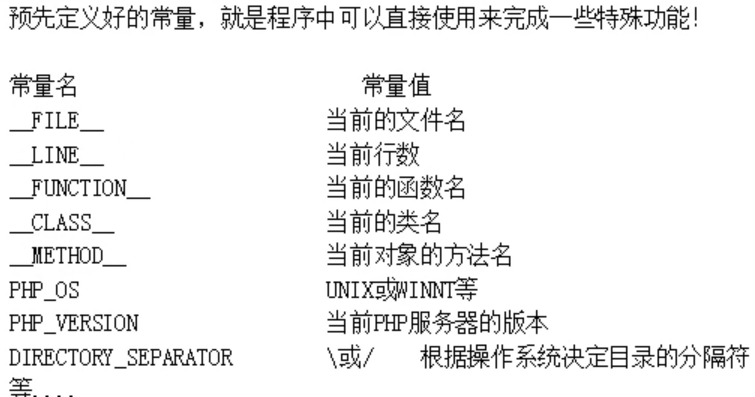 预先定义好的常量，就是程序中可以直接使用来完成一些特殊功能！
常量名 常量值
__FILE__ 当前的文件名
__LINE__ 当前行数
__FUNCTION__ 当前的函数名
__CLASS__ 当前的类名
__METHOD__ 当前对象的方法名
PHP_OS UNIX或WINNT等
PHP_VERSION 当前PHP服务器的版本
DIRECTORY_SEPARATOR \或/ 根据操作系统决定目录的分隔符
等....